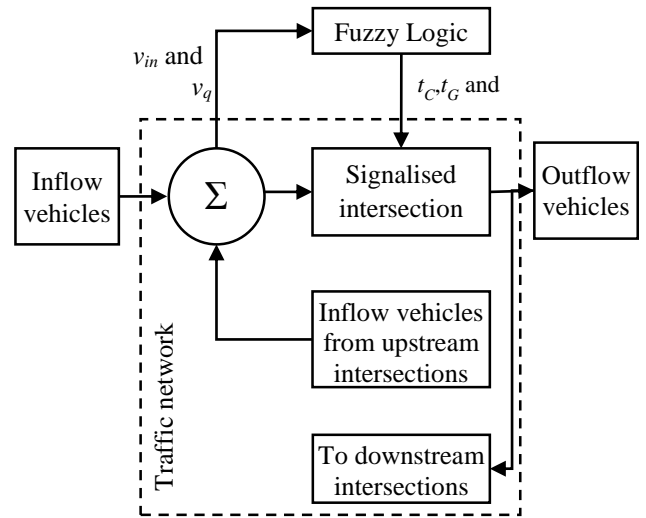 Fuzzy Logic
v_in and
v_q
t_C,t_G and
Inflow
vehicles
Σ
Signalised
intersection
Outflow
vehicles
Inflow vehicles
from upstream
intersections
Traffic network
To downstream
intersections